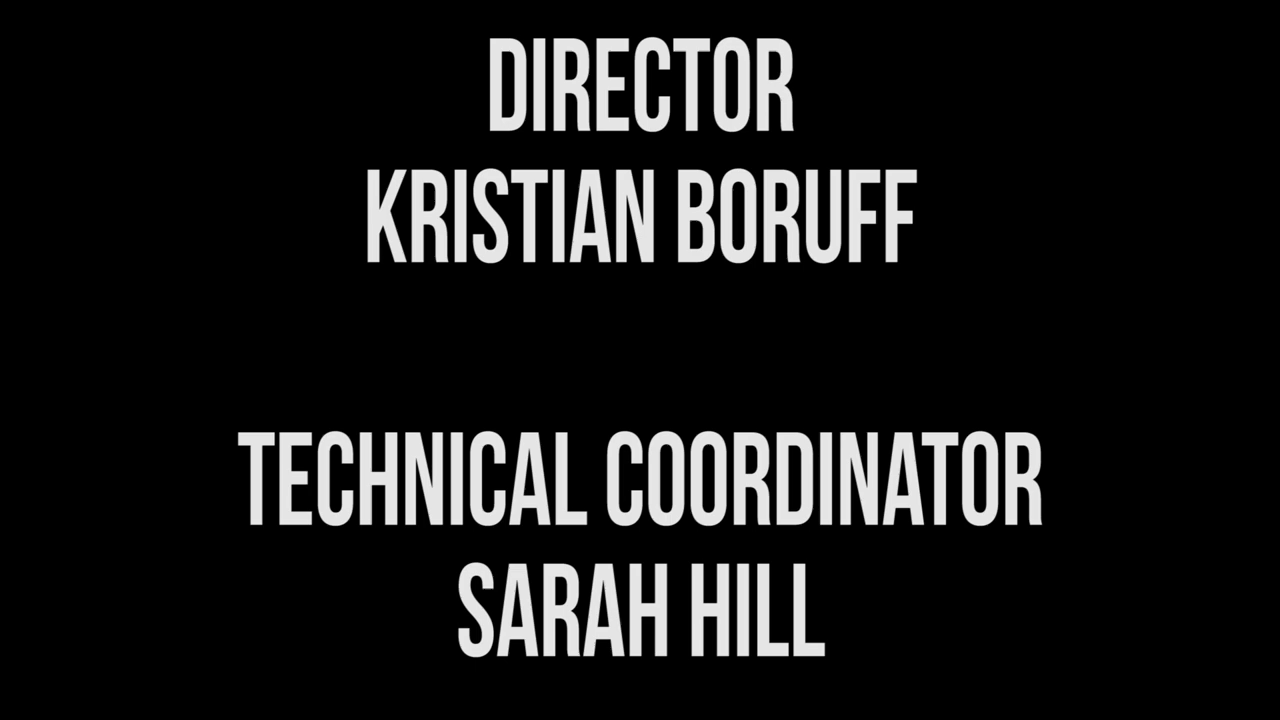 DIRECTOR
KRISTIAN BORUFF
TECHNICAL COORDINATOR
SARAH HILL